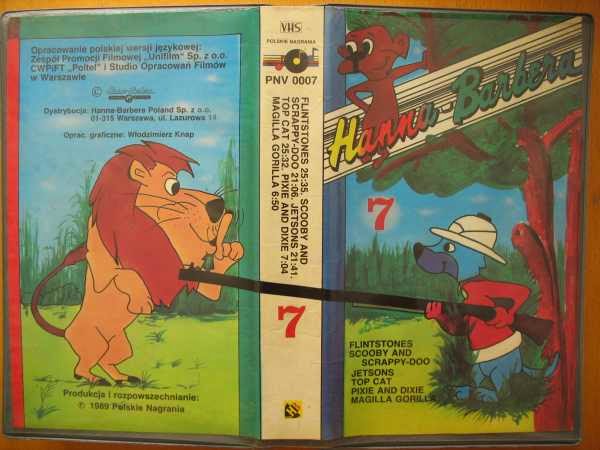 Opracowanie polskiej wersji językowej:
Zespół Promocji Filmowej „Unifilm" Sp. z o.o.
CWPiFT „Poltel" i Studio Opracowań Filmów
w Warszawie
©
Dystrybucja: Hanna-Barbera Poland Sp. z o.o.
01-315 Warszawa, ul. Lazurowa 14
Oprac. graficzne: Włodzimierz Knap
Produkcja i rozpowszechnianie:
℗ 1989 Polskie Nagrania
VHS
POLSKIE NAGRANIA
PNV 0007
FLINTSTONES 25:35. SCOOBY AND
SCRAPPY-DOO 21:06. JETSONS 21:41.
TOP CAT 25:32. PIXIE AND DIXIE 7:04
MAGILLA GORILLA 6:50
7
Hanna-Barbera
7
FLINTSTONES
SCOOBY AND
SCRAPPY-DOO
JETSONS
TOP CAT
PIXIE AND DIXIE
MAGILLA GORILLA